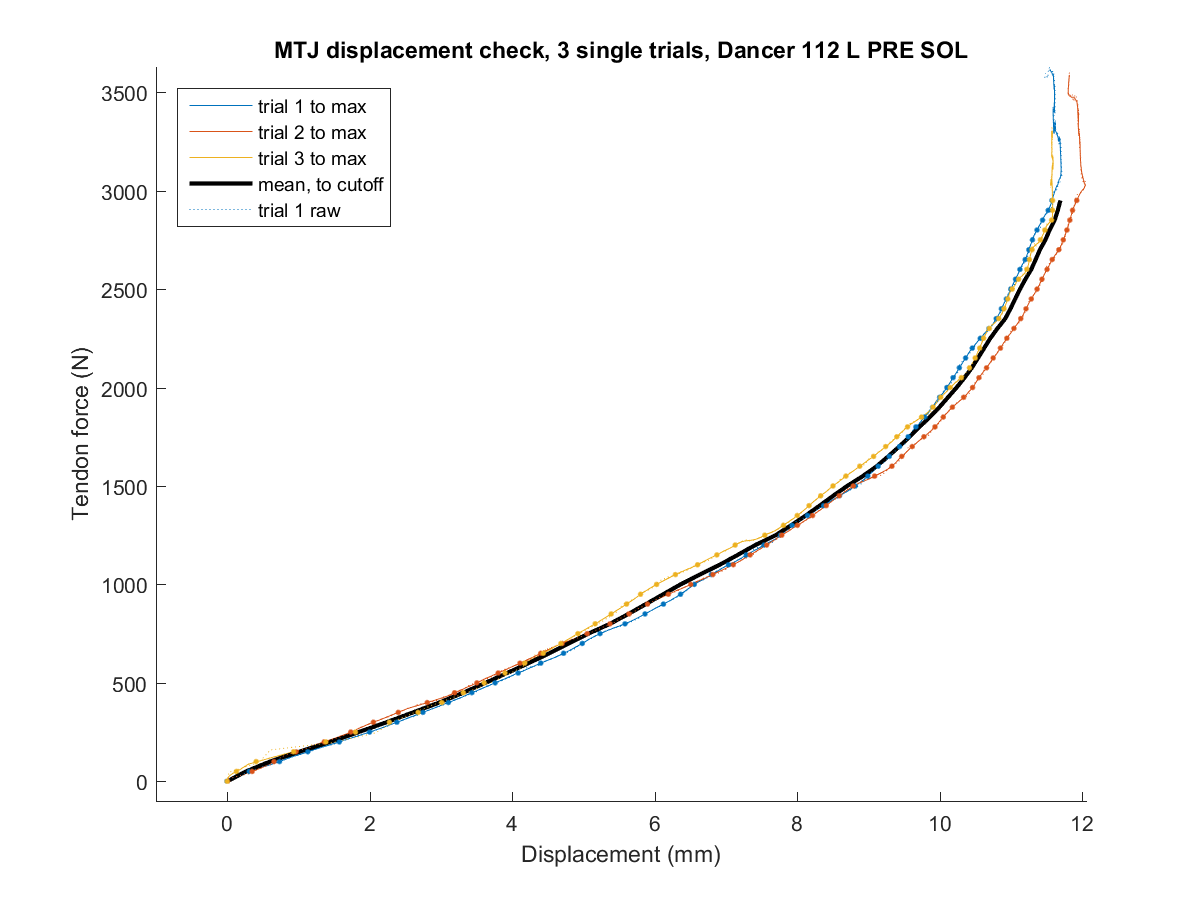 MTJ displacement check, 3 single trials, Dancer 112 L PRE SOL
trial 1 to max
trial 2 to max
trial 3 to max
mean, to cutoff
trial 1 raw
3500
3000
2500
2000
1500
1000
500
0
Tendon force (N)
0 2 4 6 8 10 12
Displacement (mm)